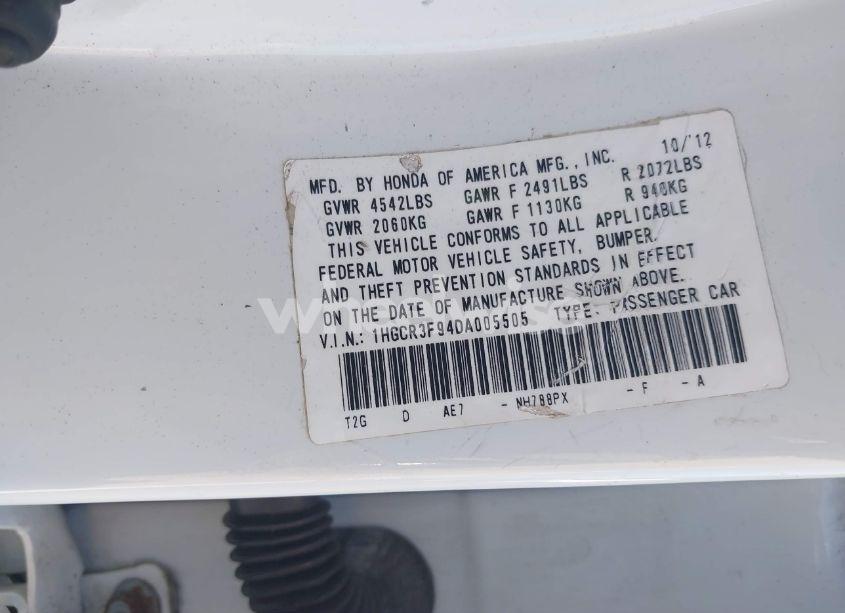 10/'12
MFD. BY HONDA OF AMERICA MFG., INC.
GVWR 4542LBS GAWR F 2491LBS R 2072LBS
GVWR 2060KG GAWR F 1130KG R 940KG
THIS VEHICLE CONFORMS TO ALL APPLICABLE
FEDERAL MOTOR VEHICLE SAFETY, BUMPER,
AND THEFT PREVENTION STANDARDS IN EFFECT
ON THE DATE OF MANUFACTURE SHOWN ABOVE.
V.I.N.: 1HGCR3F94DA005505 TYPE: PASSENGER CAR
T2G D AE7 - NH788PX - F - A
wheelwise